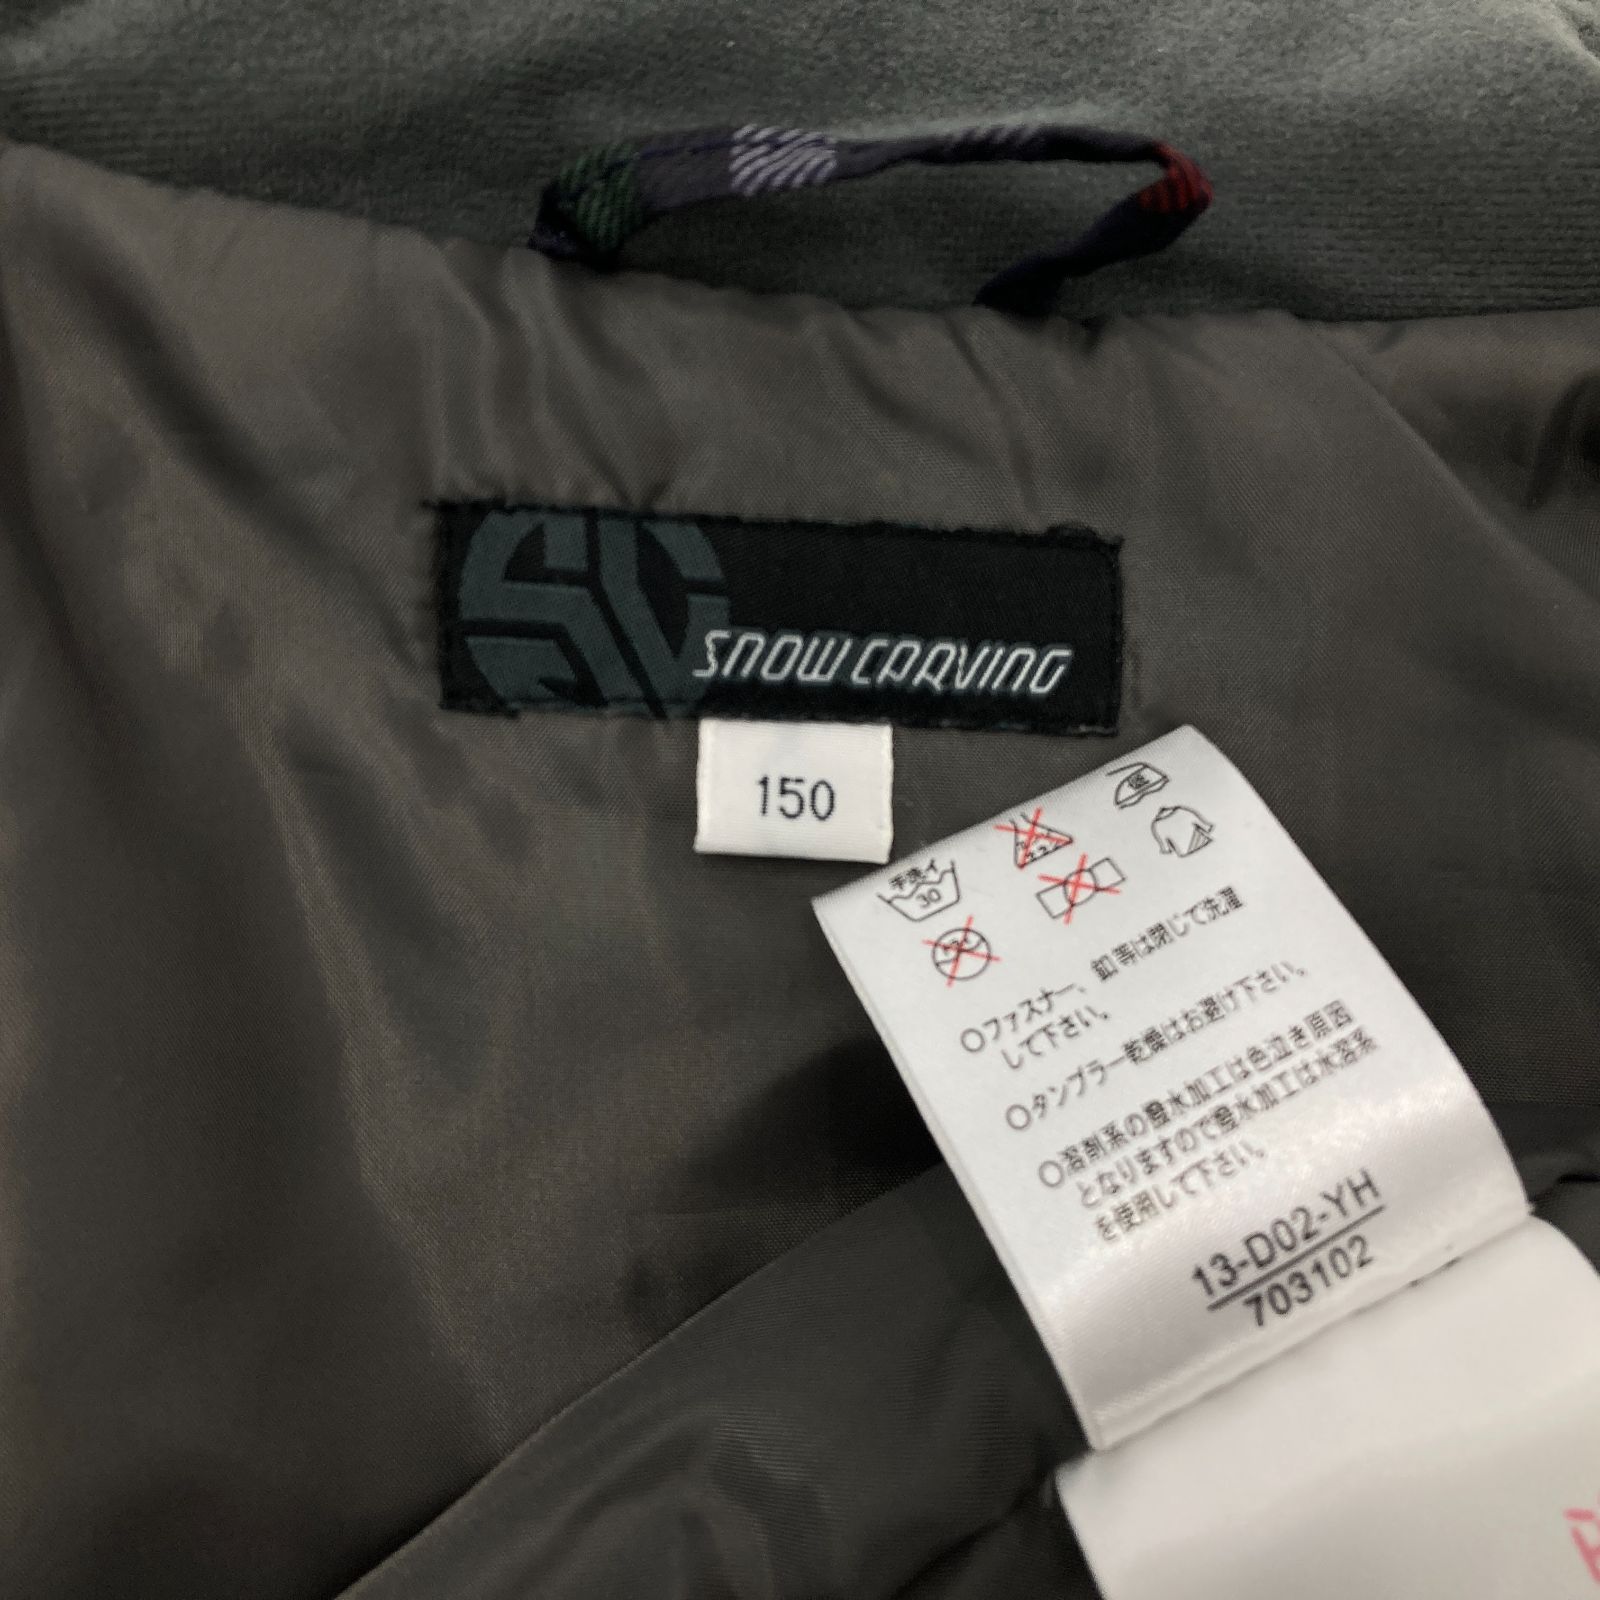 SC
SNOW CARVING
150
手洗イ
30
○ファスナー、釦等は閉じて洗濯
して下さい。
○タンブラー乾燥はお避け下さい。
○溶剤系の撥水加工は色泣き原因
となりますので撥水加工は水溶系
を使用して下さい。
13-D02-YH
703102